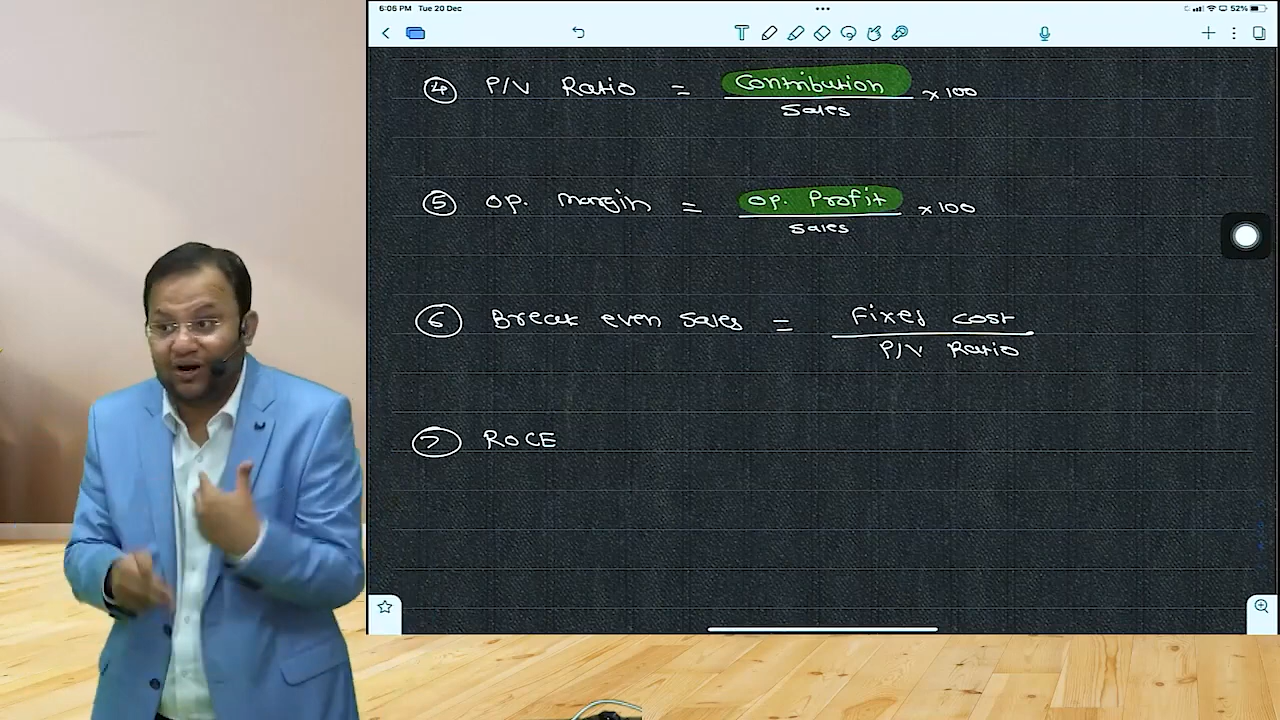 6:06 PM Tue 20 Dec
52%
④ P/V Ratio = Contribution / Sales × 100
⑤ Op. Margin = Op. Profit / Sales × 100
⑥ Break even Sales = Fixed Cost / P/V Ratio
⑦ ROCE